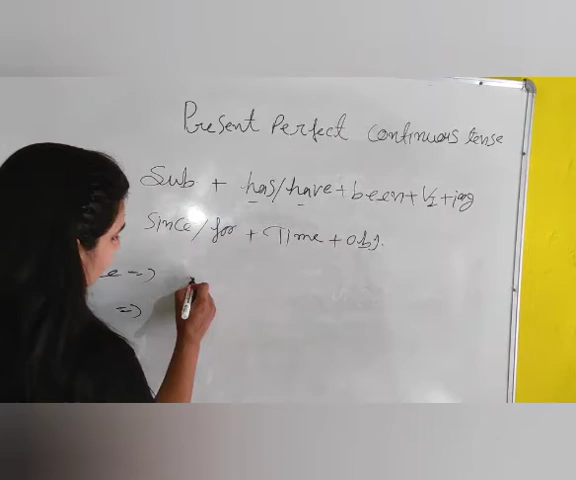 Present Perfect Continuous tense
Sub + has/have + been + V1 + ing
Since/for + Time + obj.
e =>
=>